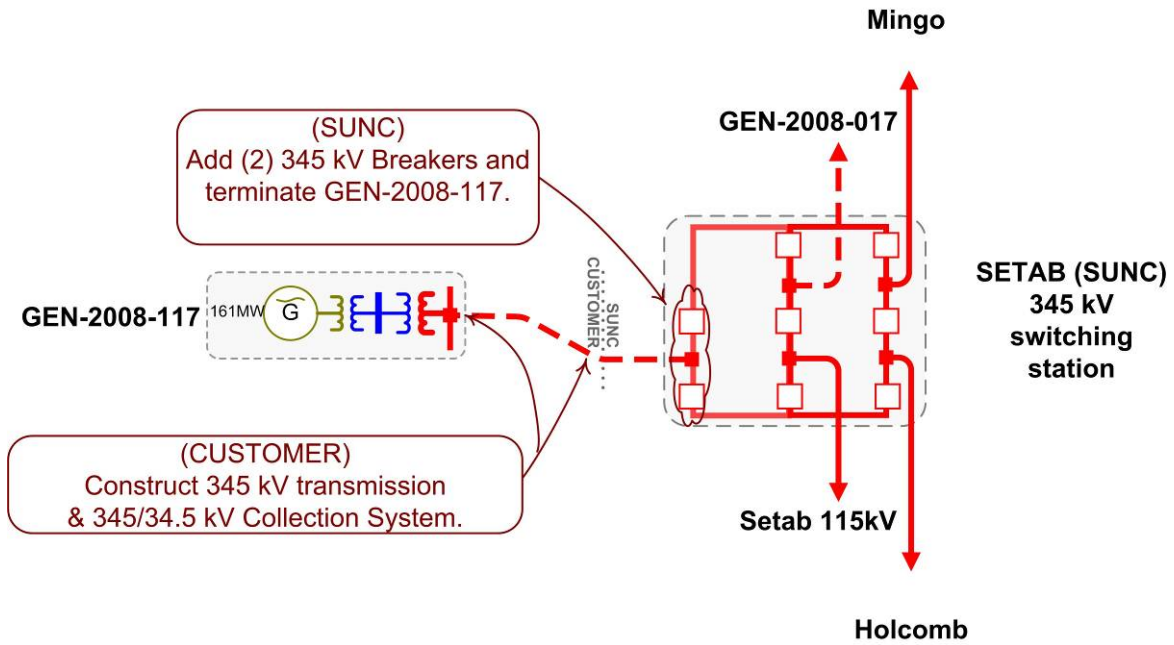 Mingo
(SUNC)
Add (2) 345 kV Breakers and
terminate GEN-2008-117.
GEN-2008-017
GEN-2008-117
161MW
G
SUNC
CUSTOMER
SETAB (SUNC)
345 kV
switching
station
(CUSTOMER)
Construct 345 kV transmission
& 345/34.5 kV Collection System.
Setab 115kV
Holcomb